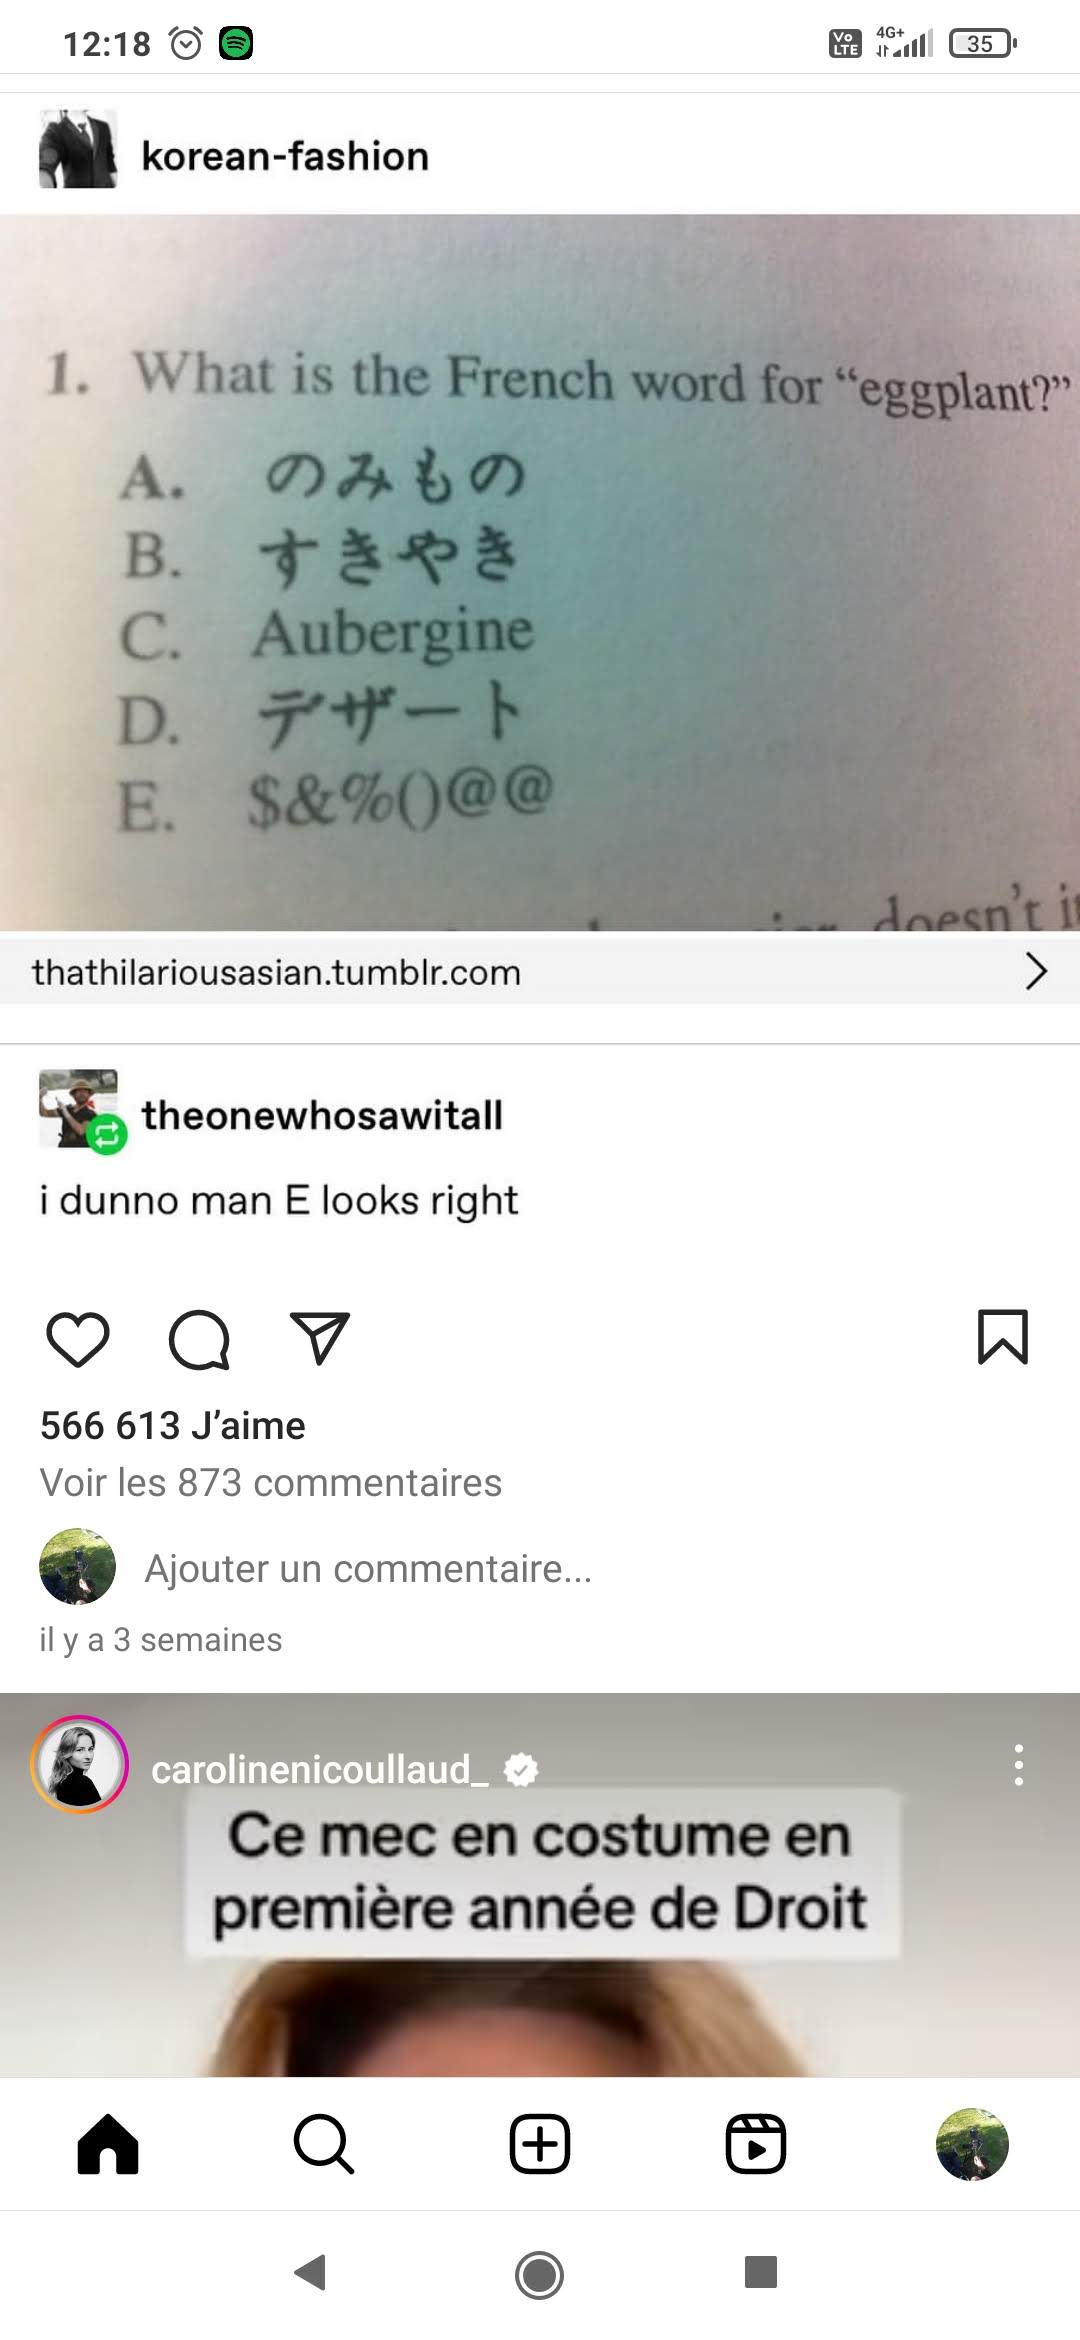 12:18
Vo LTE 4G+ 35
korean-fashion
1. What is the French word for “eggplant?”
A. のみもの
B. すきやき
C. Aubergine
D. デザート
E. $&%()@@
doesn't
thathilariousasian.tumblr.com
theonewhosawitall
i dunno man E looks right
566 613 J’aime
Voir les 873 commentaires
Ajouter un commentaire...
il y a 3 semaines
carolinenicoullaud_
Ce mec en costume en
première année de Droit